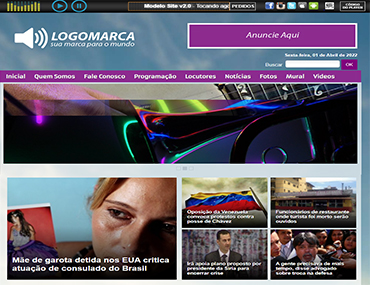 Modelo Site v2.0 - Tocando ago
PEDIDOS
CÓDIGO
DO PLAYER
LOGOMARCA
sua marca para o mundo
Anuncie Aqui
Sexta-feira, 01 de Abril de 2022
Buscar
OK
Inicial Quem Somos Fale Conosco Programação Locutores Notícias Fotos Mural Videos
Mãe de garota detida nos EUA critica
atuação de consulado do Brasil
Oposição da Venezuela
convoca protestos contra
posse de Chávez
Funcionários de restaurante
onde turista foi morto serão
ouvidos
Irã apoia plano proposto por
presidente da Síria para
encerrar crise
A gente precisava de mais
tempo, disse advogado
sobre troca na defesa